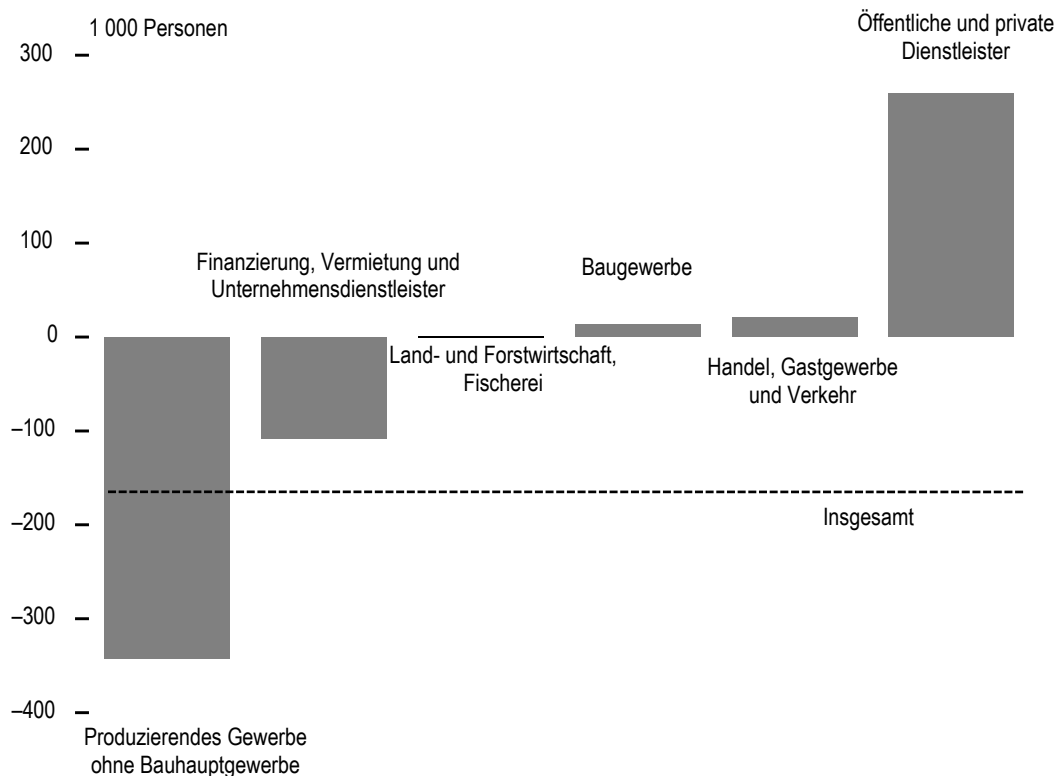 1 000 Personen
Öffentliche und private
Dienstleister
300
200
100
Finanzierung, Vermietung und
Unternehmensdienstleister
Baugewerbe
0
Land- und Forstwirtschaft,
Fischerei
Handel, Gastgewerbe
und Verkehr
–100
–200
Insgesamt
–300
–400
Produzierendes Gewerbe
ohne Bauhauptgewerbe